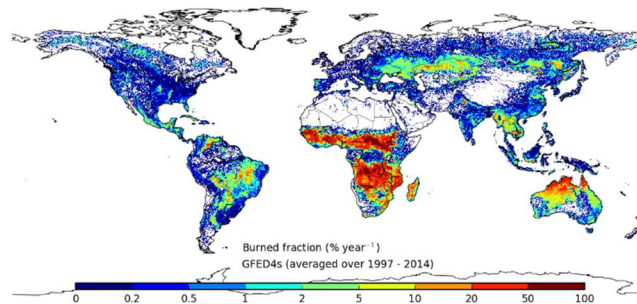 Burned fraction (% year⁻¹)
GFED4s (averaged over 1997 - 2014)
0 0.2 0.5 1 2 5 10 20 50 100